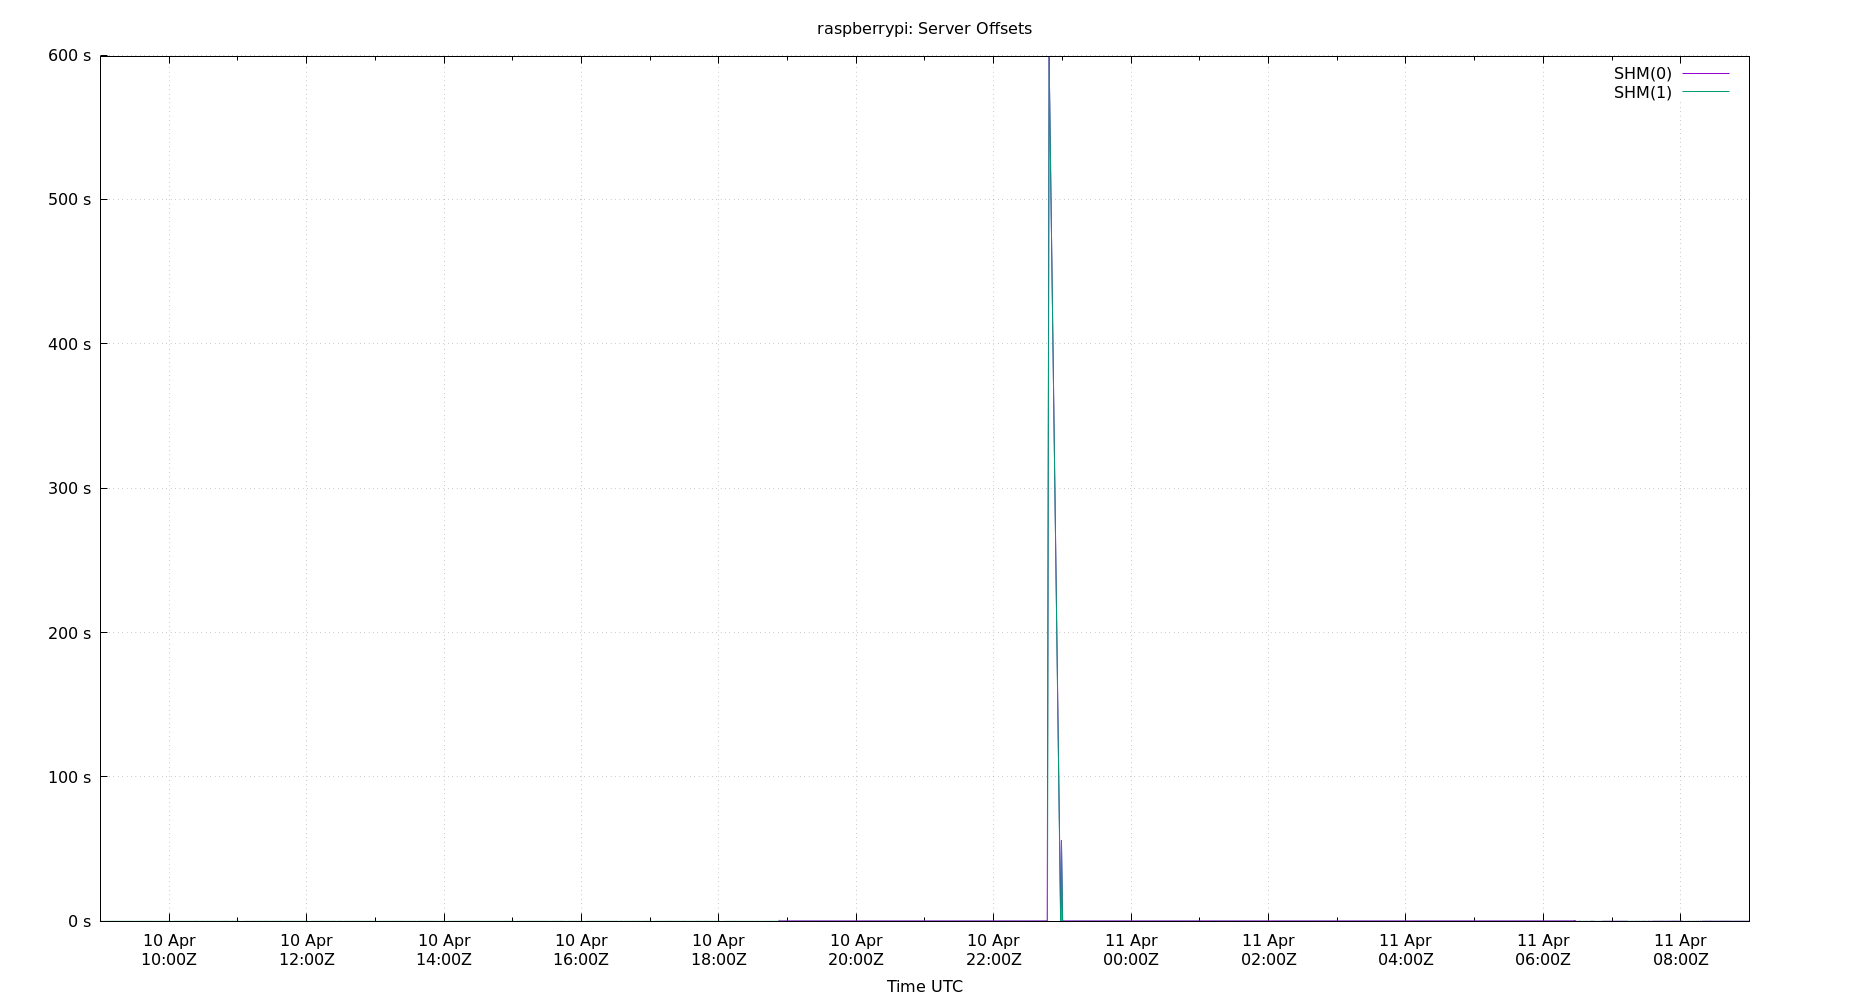 raspberrypi: Server Offsets
600 s
500 s
400 s
300 s
200 s
100 s
0 s
SHM(0)
SHM(1)
10 Apr 10 Apr 10 Apr 10 Apr 10 Apr 10 Apr 10 Apr 11 Apr 11 Apr 11 Apr 11 Apr 11 Apr
10:00Z 12:00Z 14:00Z 16:00Z 18:00Z 20:00Z 22:00Z 00:00Z 02:00Z 04:00Z 06:00Z 08:00Z
Time UTC